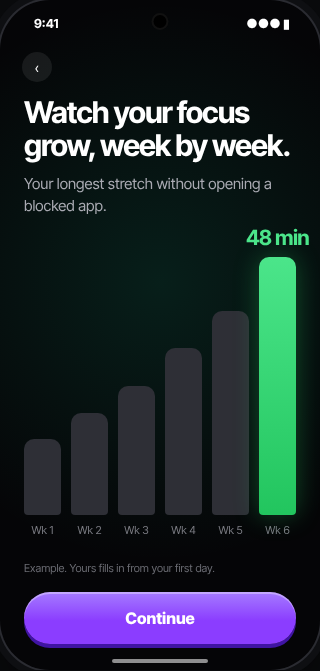 9:41
Watch your focus
grow, week by week.
Your longest stretch without opening a
blocked app.
48 min
Wk 1 Wk 2 Wk 3 Wk 4 Wk 5 Wk 6
Example. Yours fills in from your first day.
Continue